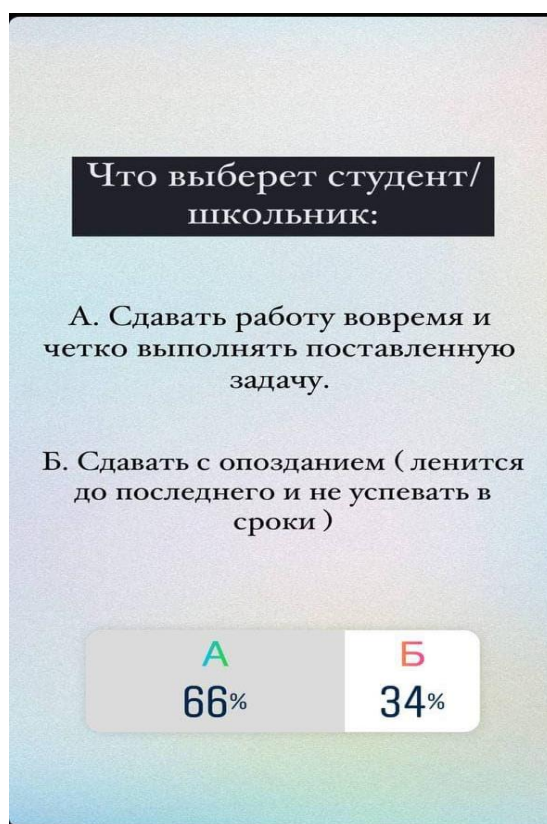 Что выберет студент/
школьник:
А. Сдавать работу вовремя и
четко выполнять поставленную
задачу.
Б. Сдавать с опозданием ( ленится
до последнего и не успевать в
сроки )
А Б
66% 34%